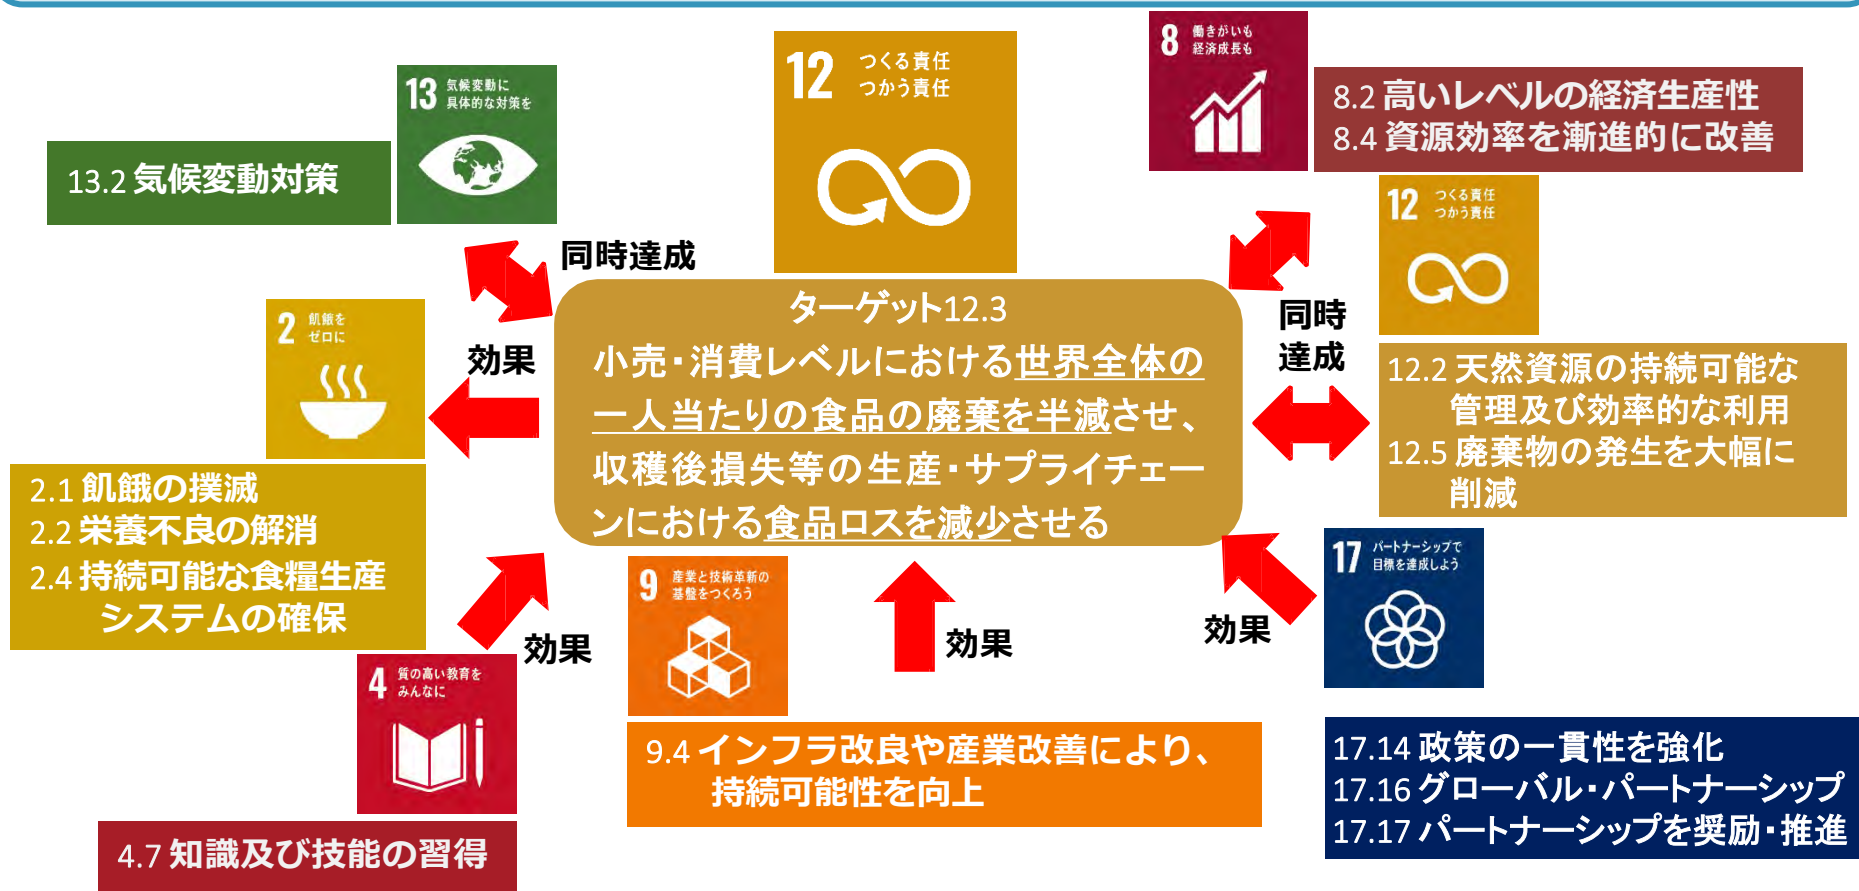 13 気候変動に
具体的な対策を
13.2 気候変動対策
12 つくる責任
つかう責任
8 働きがいも
経済成長も
8.2 高いレベルの経済生産性
8.4 資源効率を漸進的に改善
同時達成
効果
2 飢餓を
ゼロに
2.1 飢餓の撲滅
2.2 栄養不良の解消
2.4 持続可能な食糧生産
システムの確保
ターゲット12.3
小売・消費レベルにおける世界全体の
一人当たりの食品の廃棄を半減させ、
収穫後損失等の生産・サプライチェー
ンにおける食品ロスを減少させる
同時
達成
12 つくる責任
つかう責任
12.2 天然資源の持続可能な
管理及び効率的な利用
12.5 廃棄物の発生を大幅に
削減
効果
4 質の高い教育を
みんなに
4.7 知識及び技能の習得
9 産業と技術革新の
基盤をつくろう
効果
9.4 インフラ改良や産業改善により、
持続可能性を向上
効果
17 パートナーシップで
目標を達成しよう
17.14 政策の一貫性を強化
17.16 グローバル・パートナーシップ
17.17 パートナーシップを奨励・推進